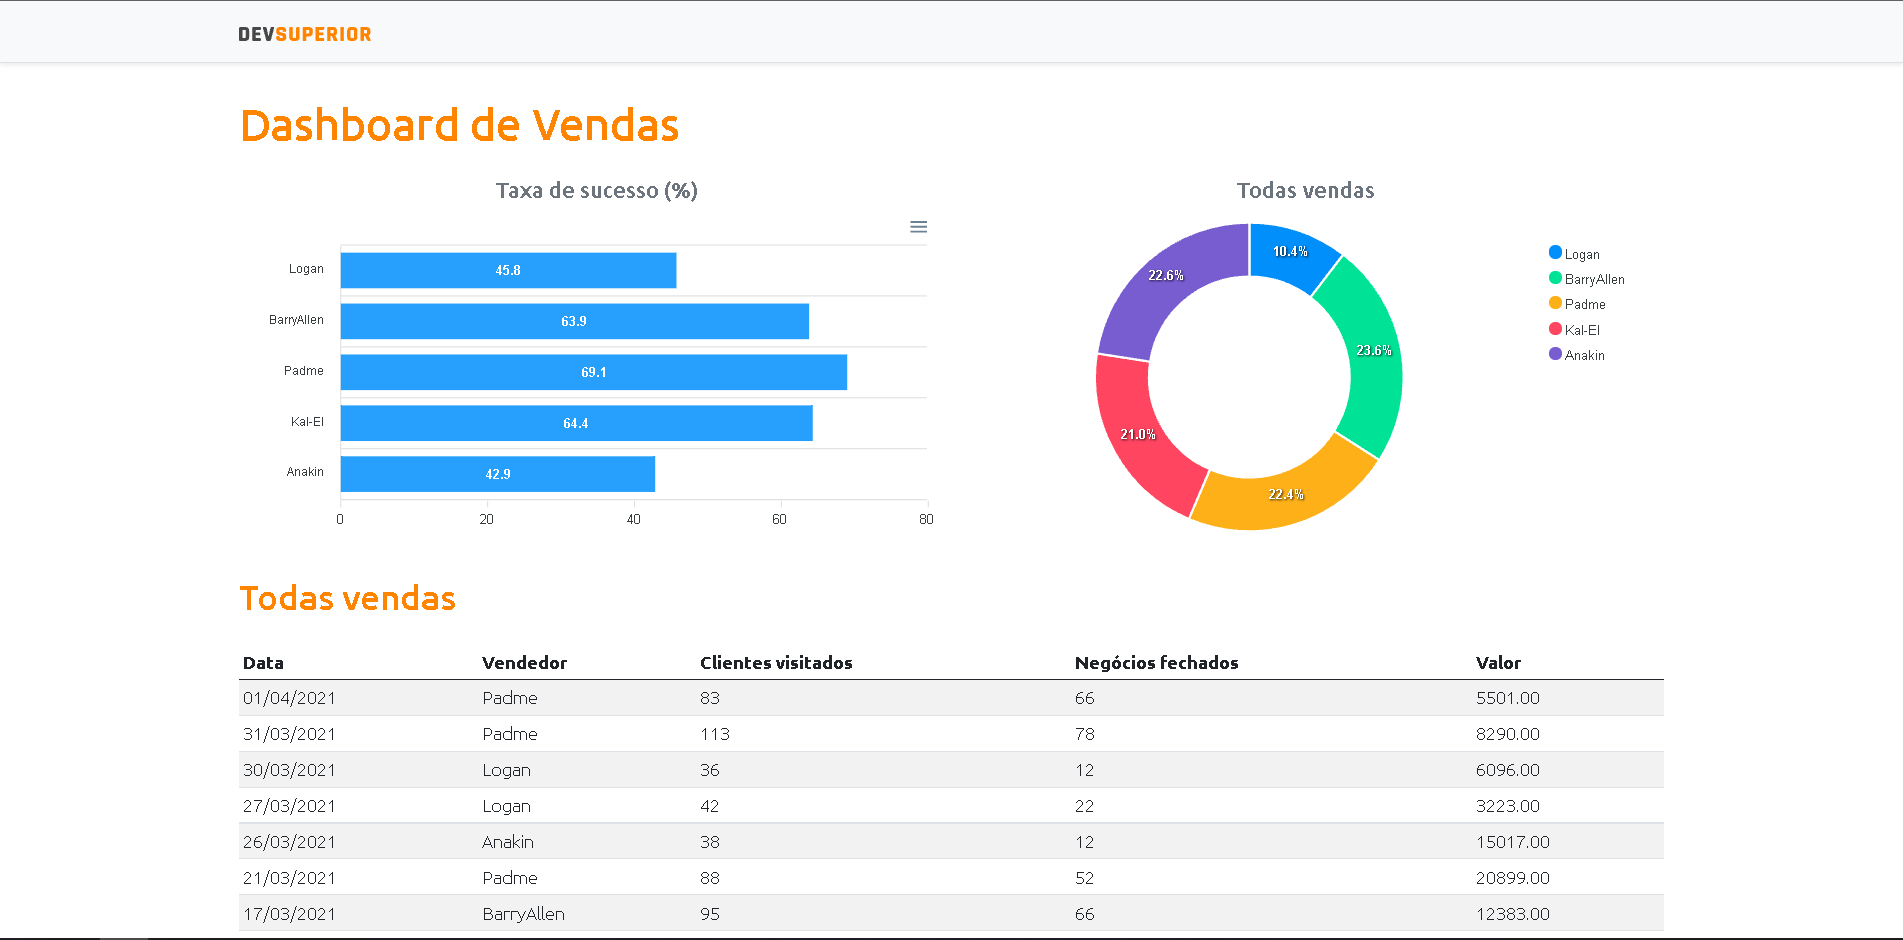 DEVSUPERIOR
Dashboard de Vendas
Taxa de sucesso (%)
Logan
45.8
BarryAllen
63.9
Padme
69.1
Kal-El
64.4
Anakin
42.9
0 20 40 60 80
Todas vendas
10.4%
23.6%
22.4%
21.0%
22.6%
Logan
BarryAllen
Padme
Kal-El
Anakin
Todas vendas
Data Vendedor Clientes visitados Negócios fechados Valor
01/04/2021 Padme 83 66 5501.00
31/03/2021 Padme 113 78 8290.00
30/03/2021 Logan 36 12 6096.00
27/03/2021 Logan 42 22 3223.00
26/03/2021 Anakin 38 12 15017.00
21/03/2021 Padme 88 52 20899.00
17/03/2021 BarryAllen 95 66 12383.00